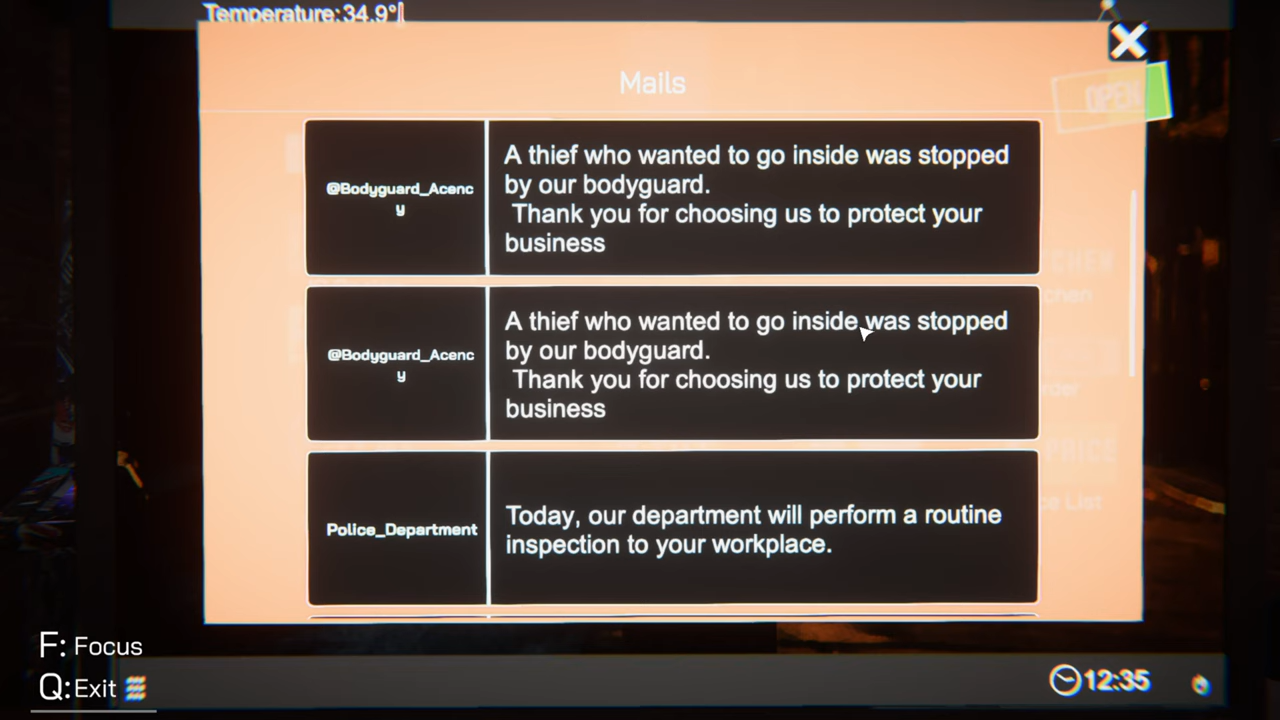 Temperature:34.9°
Mails
OPEN
@Bodyguard_Acenc
y
A thief who wanted to go inside was stopped
by our bodyguard.
Thank you for choosing us to protect your
business
@Bodyguard_Acenc
y
A thief who wanted to go inside was stopped
by our bodyguard.
Thank you for choosing us to protect your
business
Police_Department
Today, our department will perform a routine
inspection to your workplace.
F: Focus
Q:Exit
12:35